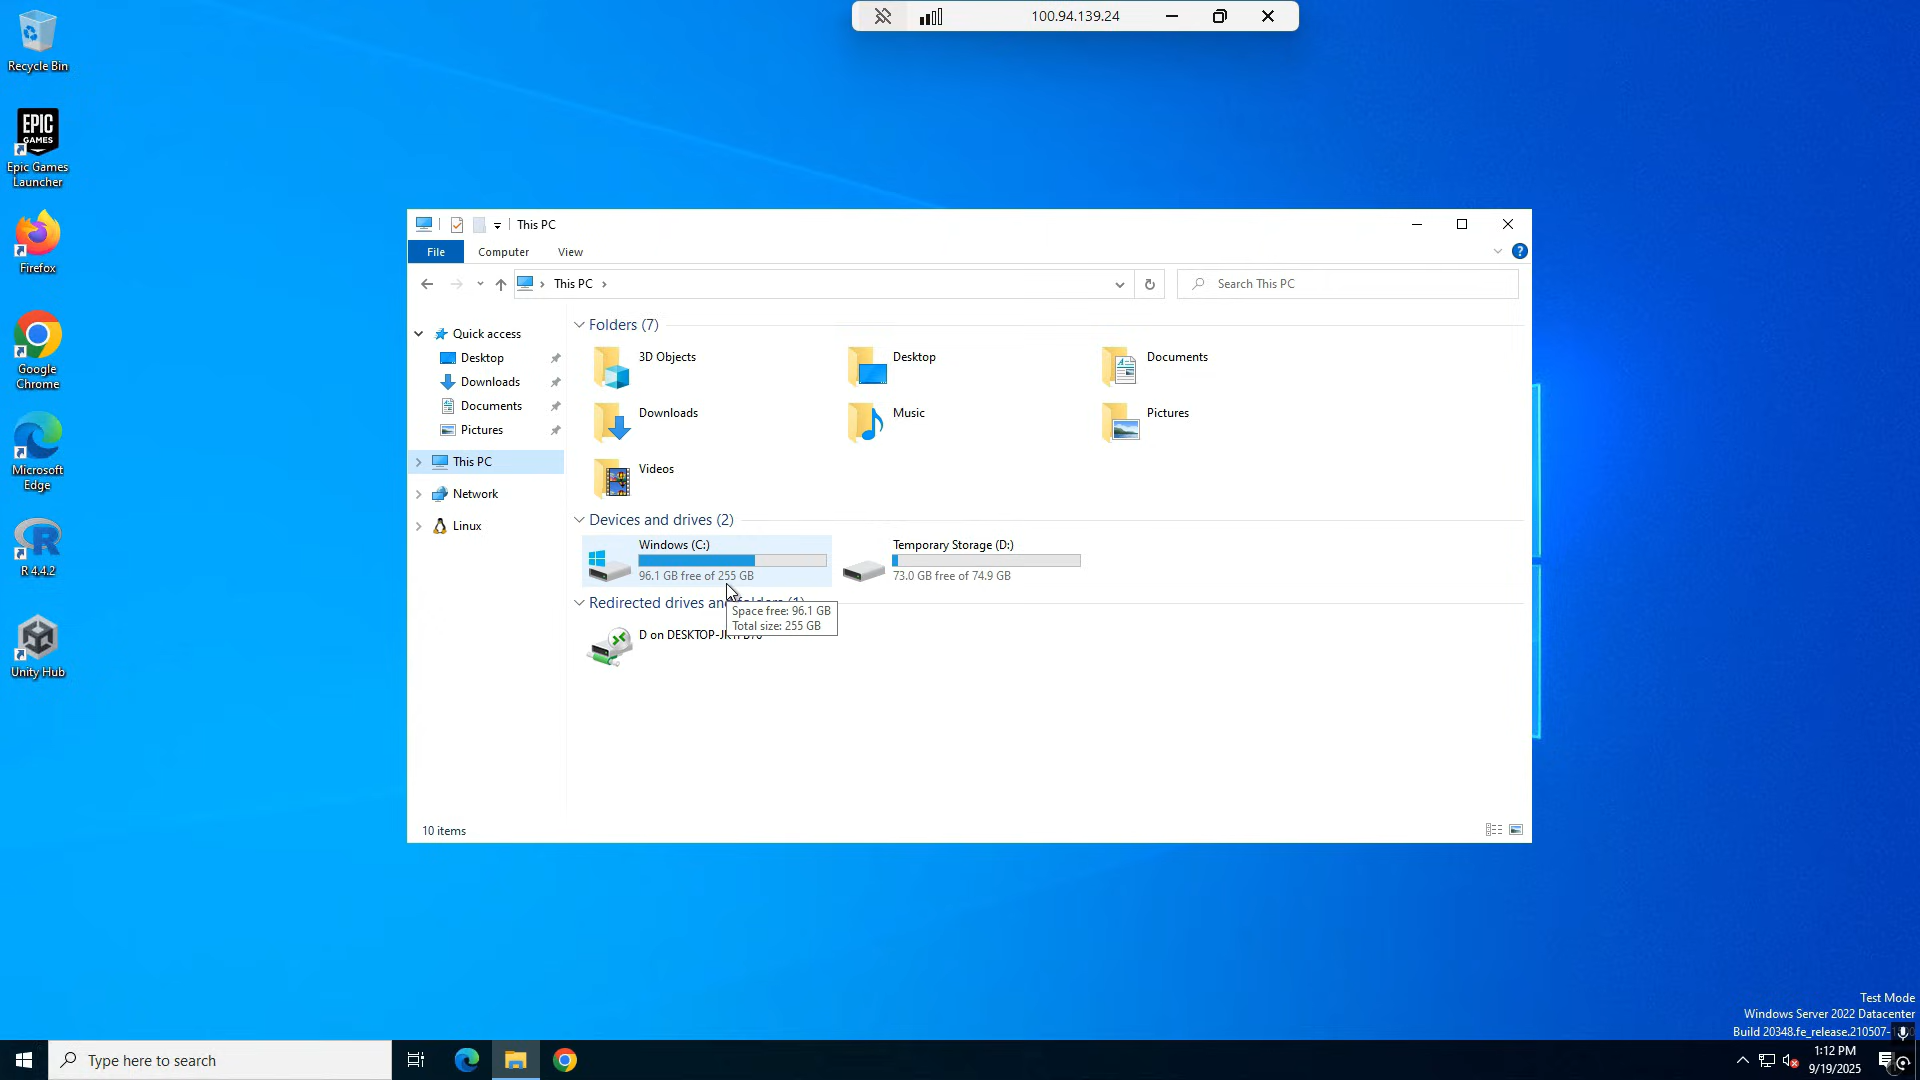 100.94.139.24
Recycle Bin
EPIC
GAMES
Epic Games
Launcher
Firefox
Google
Chrome
Microsoft
Edge
R 4.4.2
Unity Hub
This PC
File
Computer
View
This PC
Search This PC
Quick access
Desktop
Downloads
Documents
Pictures
This PC
Network
Linux
Folders (7)
3D Objects
Desktop
Documents
Downloads
Music
Pictures
Videos
Devices and drives (2)
Windows (C:)
96.1 GB free of 255 GB
Temporary Storage (D:)
73.0 GB free of 74.9 GB
Redirected drives and folders (1)
Space free: 96.1 GB
Total size: 255 GB
D on
10 items
Test Mode
Windows Server 2022 Datacenter
Build 20348.fe_release.210507-
Type here to search
1:12 PM
9/19/2025